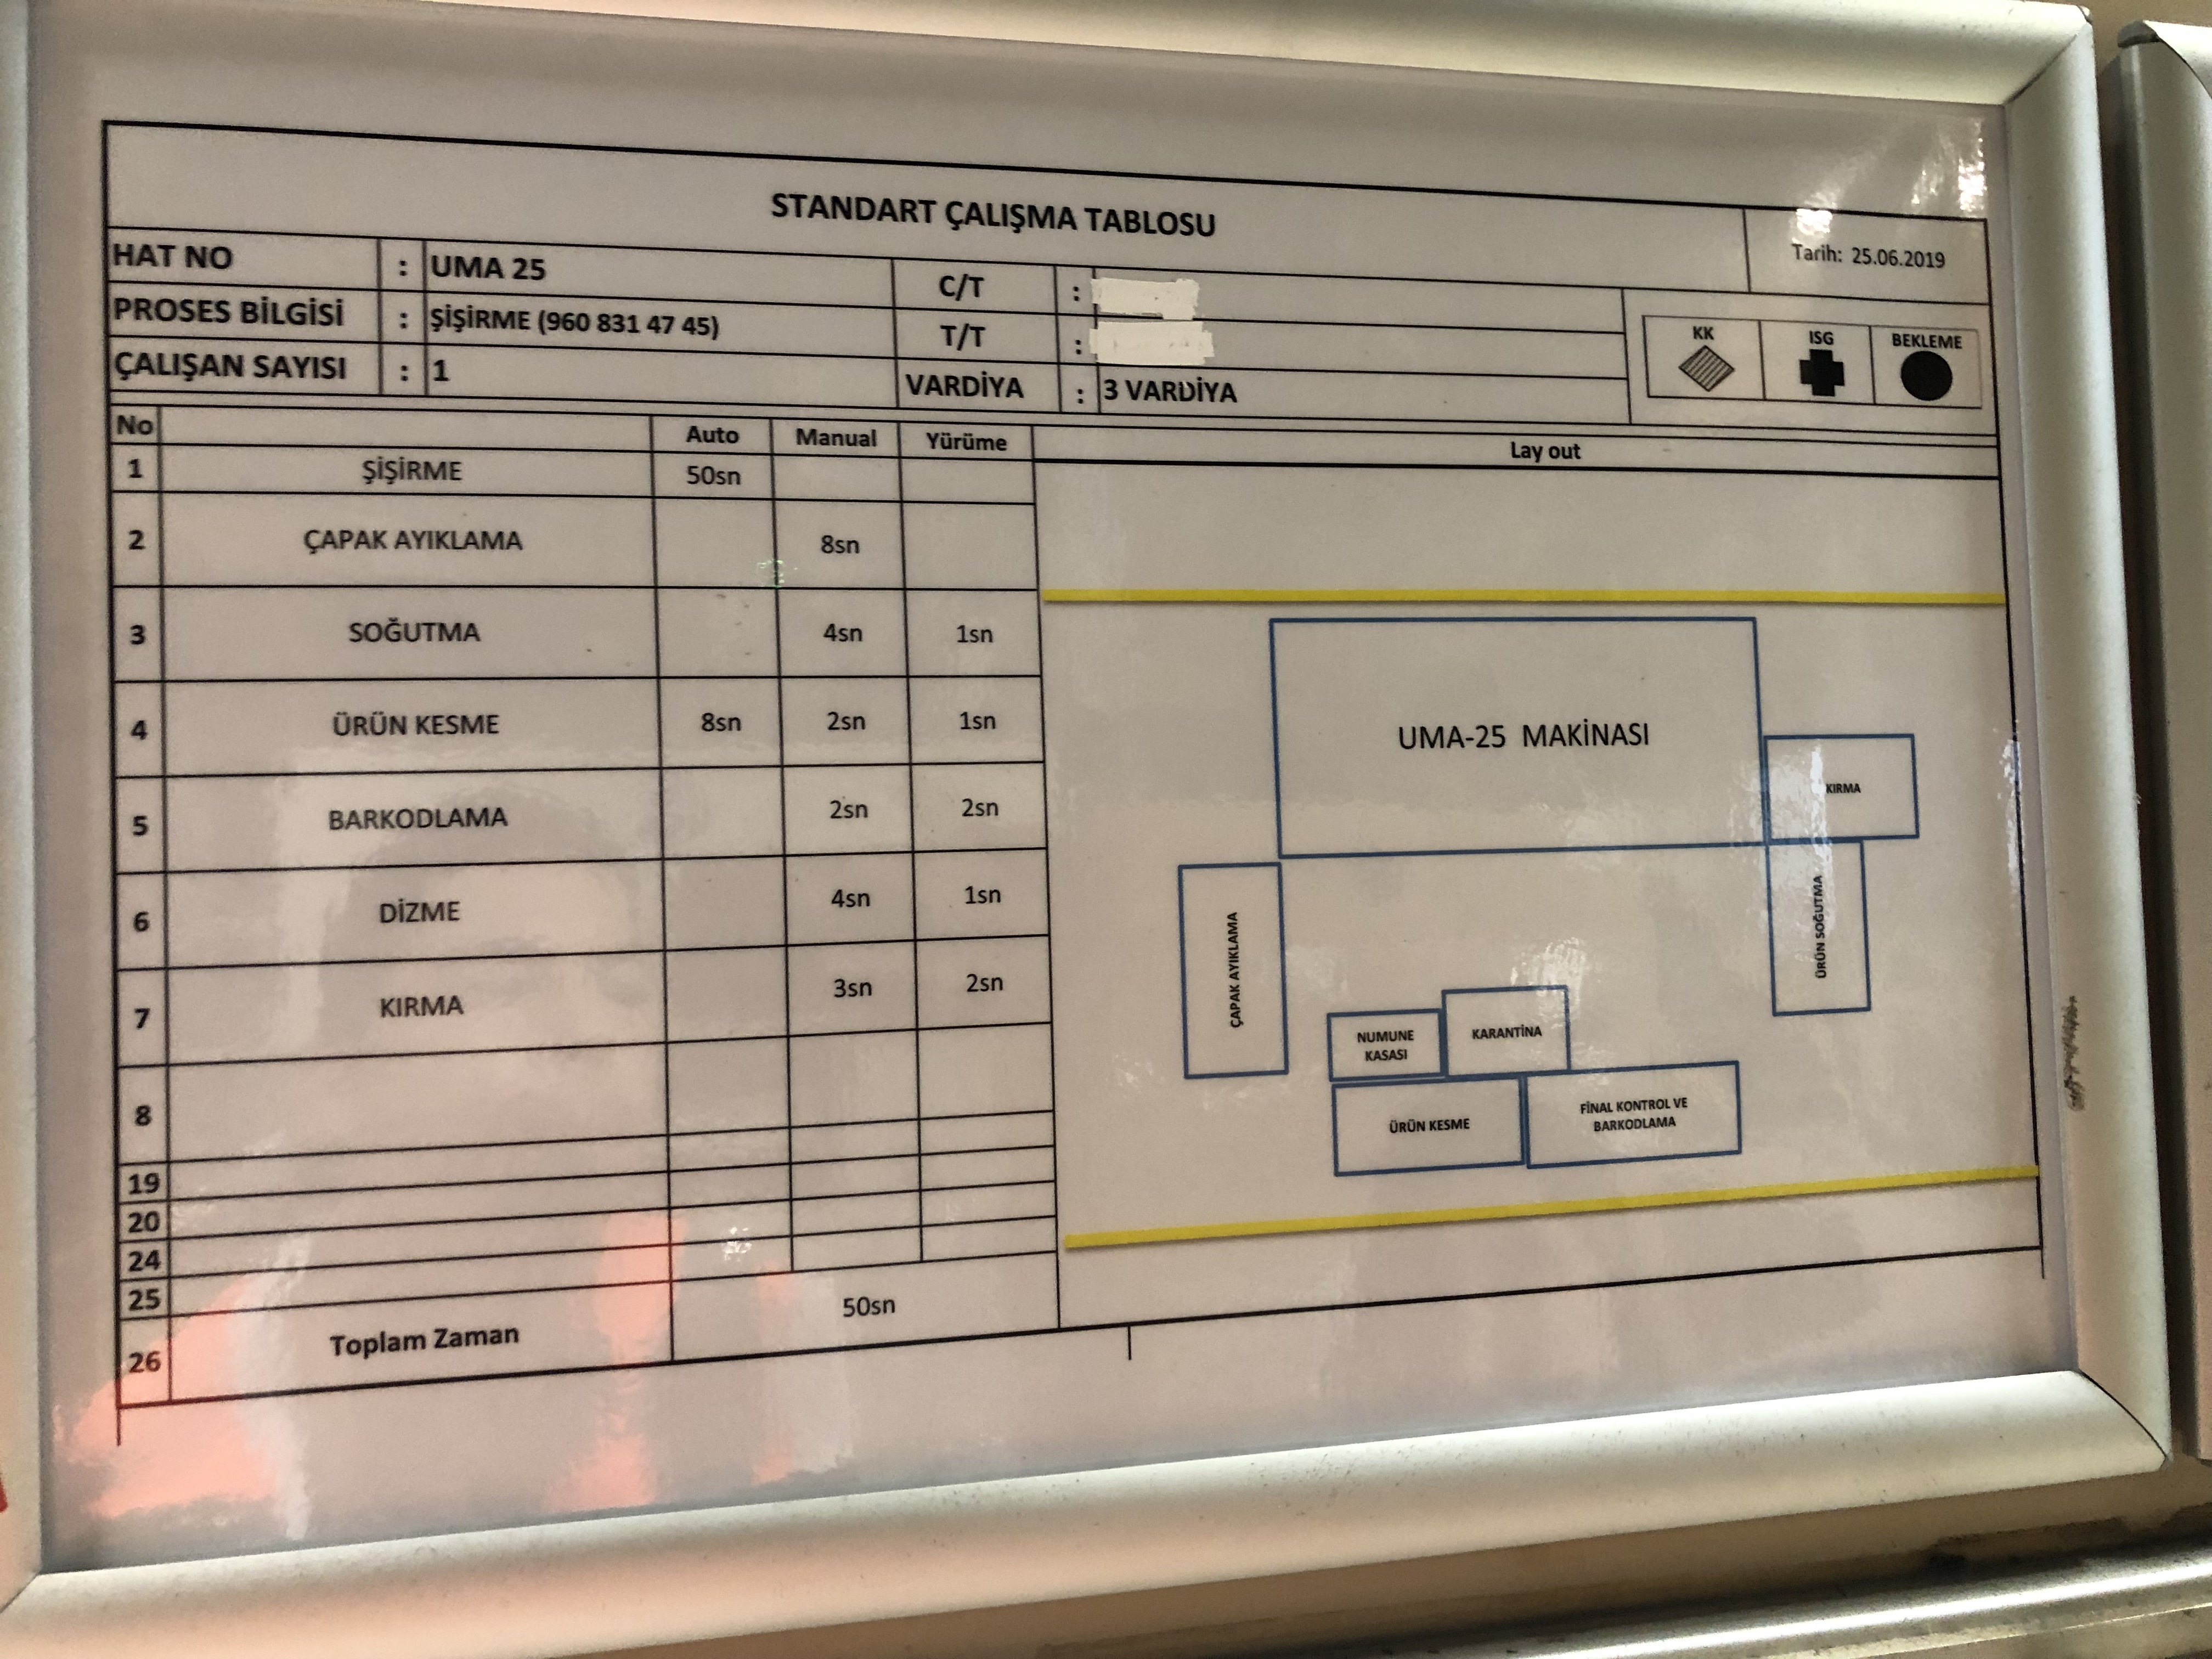 STANDART ÇALIŞMA TABLOSU
Tarih: 25.06.2019
HAT NO : UMA 25 C/T :
PROSES BİLGİSİ : ŞİŞİRME (960 831 47 45) T/T :
ÇALIŞAN SAYISI : 1 VARDİYA : 3 VARDİYA
KK ISG BEKLEME
No Auto Manual Yürüme Lay out
1 ŞİŞİRME 50sn
2 ÇAPAK AYIKLAMA 8sn
3 SOĞUTMA 4sn 1sn
4 ÜRÜN KESME 8sn 2sn 1sn
5 BARKODLAMA 2sn 2sn
6 DİZME 4sn 1sn
7 KIRMA 3sn 2sn
8
19
20
24
25
26 Toplam Zaman 50sn
UMA-25 MAKİNASI
KIRMA
ÇAPAK AYIKLAMA
ÜRÜN SOĞUTMA
NUMUNE
KASASI
KARANTİNA
ÜRÜN KESME
FİNAL KONTROL VE
BARKODLAMA